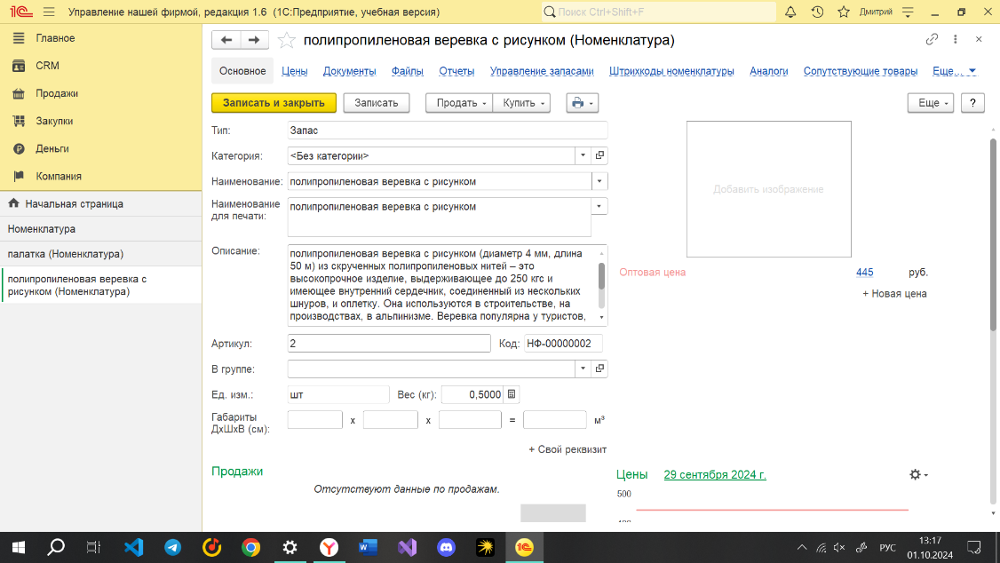 1С Управление нашей фирмой, редакция 1.6 (1С:Предприятие, учебная версия) Поиск Ctrl+Shift+F Дмитрий
Главное
CRM
Продажи
Закупки
Деньги
Компания
Начальная страница
Номенклатура
палатка (Номенклатура)
полипропиленовая веревка с
рисунком (Номенклатура)
полипропиленовая веревка с рисунком (Номенклатура)
Основное Цены Документы Файлы Отчеты Управление запасами Штрихкоды номенклатуры Аналоги Сопутствующие товары Еще...
Записать и закрыть Записать Продать Купить Еще ?
Тип: Запас
Категория: <Без категории>
Наименование: полипропиленовая веревка с рисунком
Наименование
для печати: полипропиленовая веревка с рисунком
Описание: полипропиленовая веревка с рисунком (диаметр 4 мм, длина
50 м) из скрученных полипропиленовых нитей – это
высокопрочное изделие, выдерживающее до 250 кгс и
имеющее внутренний сердечник, соединенный из нескольких
шнуров, и оплетку. Она используются в строительстве, на
производствах, в альпинизме. Веревка популярна у туристов,
Артикул: 2 Код: НФ-00000002
В группе:
Ед. изм.: шт Вес (кг): 0,5000
Габариты
ДхШхВ (см): x x = м³
+ Свой реквизит
Добавить изображение
Оптовая цена 445 руб.
+ Новая цена
Продажи
Отсутствуют данные по продажам.
Цены 29 сентября 2024 г.
500
РУС 13:17
01.10.2024